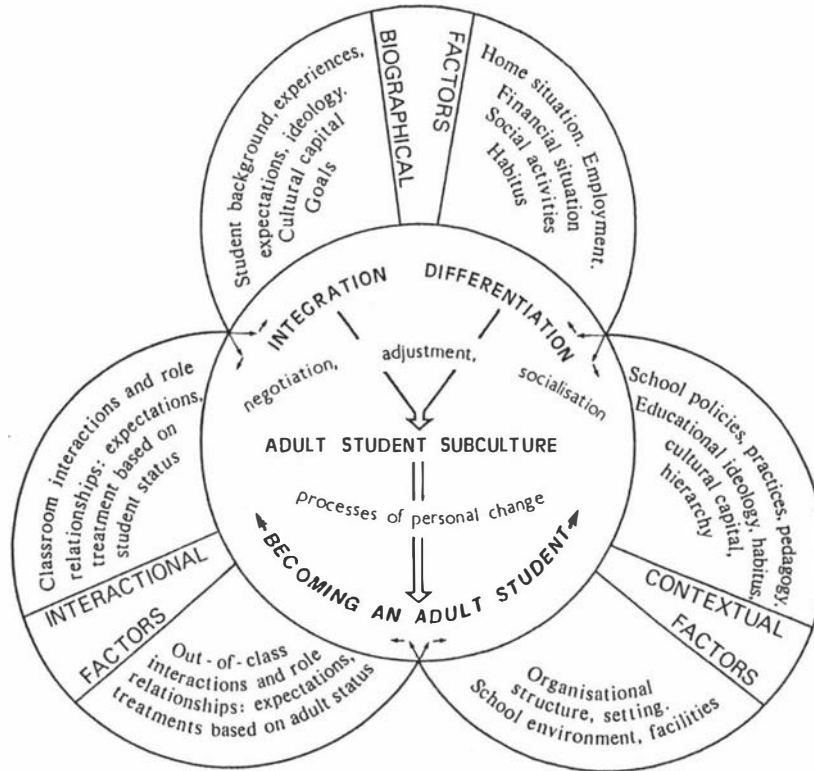 BIOGRAPHICAL
FACTORS
Student background, experiences,
expectations, ideology.
Cultural capital
Goals
Home situation. Employment.
Financial situation
Social activities
Habitus
INTEGRATION
DIFFERENTIATION
negotiation,
adjustment,
socialisation
ADULT STUDENT SUBCULTURE
processes of personal change
BECOMING AN ADULT STUDENT
Classroom interactions and role
relationships: expectations,
treatment based on
student status
INTERACTIONAL
FACTORS
Out-of-class
interactions and role
relationships: expectations,
treatments based on adult status
School policies, practices, pedagogy.
Educational ideology, habitus,
cultural capital,
hierarchy
CONTEXTUAL
FACTORS
Organisational
structure, setting.
School environment, facilities